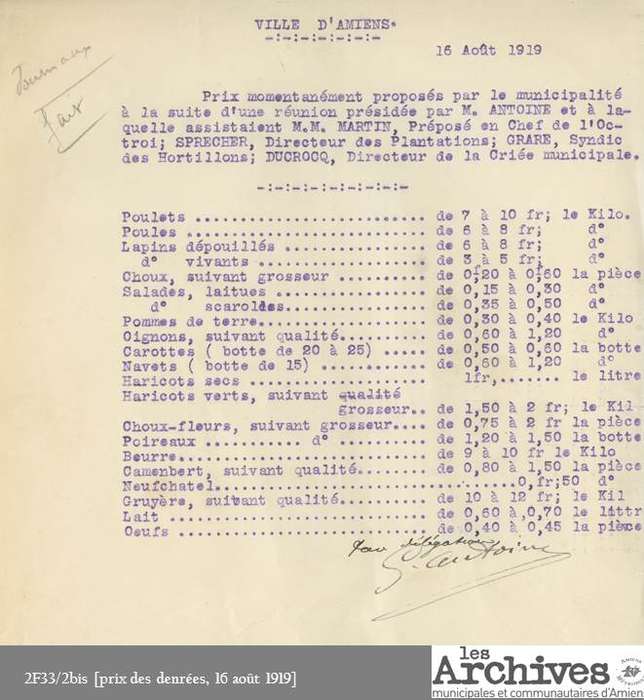 VILLE D'AMIENS.
-:-:-:-:-:-:-
16 Août 1919
Journaux
Fait
Prix momentanément proposés par le municipalité
à la suite d'une réunion présidée par M. ANTOINE et à la-
quelle assistaient M.M. MARTIN, Préposé en Chef de l'Oc-
troi; SPRECHER, Directeur des Plantations; GRARE, Syndic
des Hortillons; DUCROCQ, Directeur de la Criée municipale.
-:-:-:-:-:-:-:-:-
Poulets ............................ de 7 à 10 fr; le Kilo.
Poules ............................. de 6 à 8 fr; d°
Lapins dépouillés ................. de 6 à 8 fr; d°
d° vivants .................... de 3 à 5 fr; d°
Choux, suivant grosseur .......... de 0f20 à 0f60 la pièce
Salades, laitues .................. de 0,15 à 0,30 d°
d° scaroles................. de 0,35 à 0,50 d°
Pommes de terre.................... de 0,30 à 0,40 le Kilo
Oignons, suivant qualité.......... de 0,60 à 1,20 d°
Carottes ( botte de 20 à 25) ..... de 0,50 à 0,60 la botte
Navets ( botte de 15) ............ de 0,60 à 1,20 d°
Haricots secs ..................... 1fr,....... le litre
Haricots verts, suivant qualité
grosseur.. de 1,50 à 2 fr; le Kil
Choux-fleurs, suivant grosseur.... de 0,75 à 2 fr la pièce
Poireaux ........... d° .......... de 1,20 à 1,50 la botte
Beurre............................. de 9 à 10 fr le Kilo
Camenbert, suivant qualité........ de 0,80 à 1,50 la pièce
Neufchatel..................................0,fr;50 d°
Gruyère, suivant qualité.......... de 10 à 12 fr; le Kil
Lait .............................. de 0,60 à ,0,70 le littr
Oeufs ............................. de 0,40 à 0,45 la pièce
Par délégation
G. Antoine
2F33/2bis [prix des denrées, 16 août 1919]
les
Archives
municipales et communautaires d'Amien